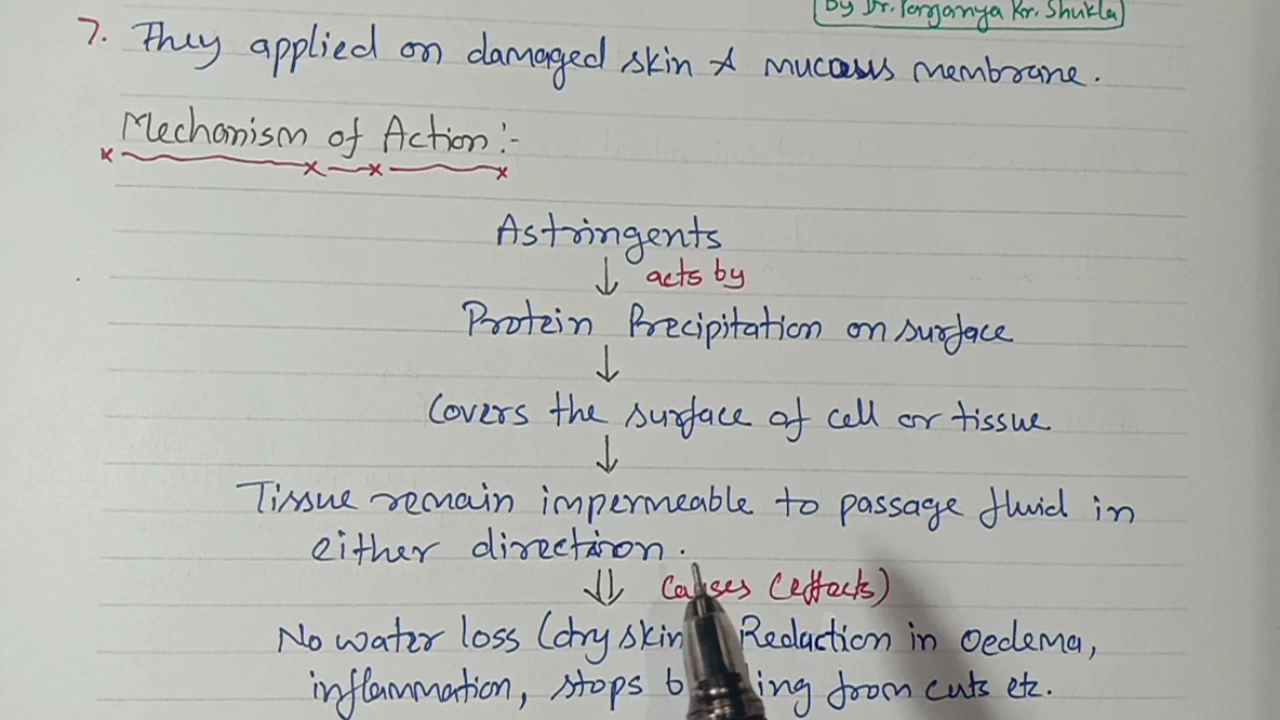 By Dr. Parjanya Kr. Shukla
7. They applied on damaged skin & mucous membrane.
Mechanism of Action :-
Astringents
↓ acts by
Protein Precipitation on surface
↓
Covers the surface of cell or tissue
↓
Tissue remain impermeable to passage fluid in
either direction.
⇓ Causes (effects)
No water loss (dry skin Reduction in oedema,
inflammation, stops from cuts etc.